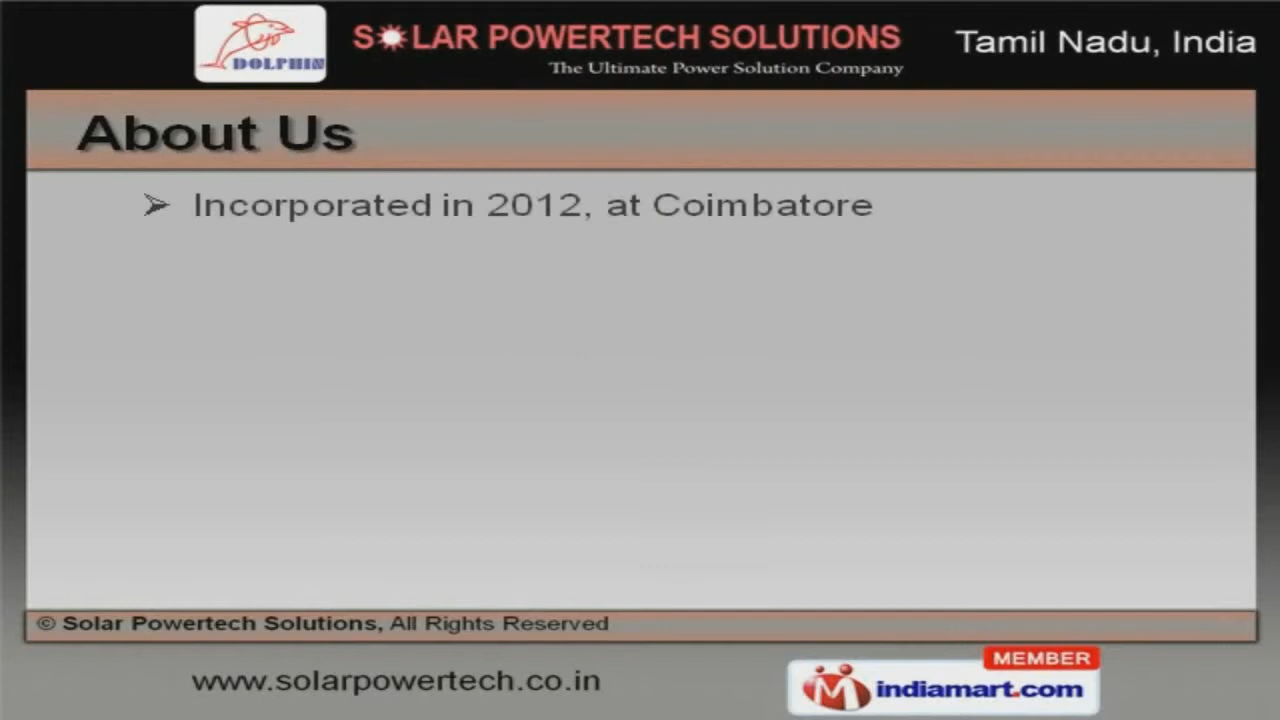 DOLPHIN
SOLAR POWERTECH SOLUTIONS
The Ultimate Power Solution Company
Tamil Nadu, India
About Us
➢ Incorporated in 2012, at Coimbatore
© Solar Powertech Solutions, All Rights Reserved
www.solarpowertech.co.in
MEMBER
indiamart.com